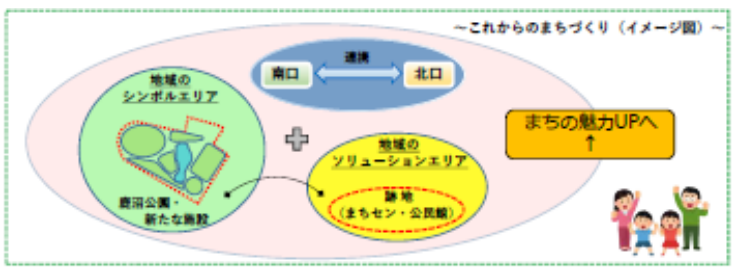 ～これからのまちづくり（イメージ図）～
連携
南口
北口
地域の
シンボルエリア
鹿沼公園・
新たな施設
地域の
ソリューションエリア
跡地
（まちセン・公民館）
まちの魅力UPへ
↑